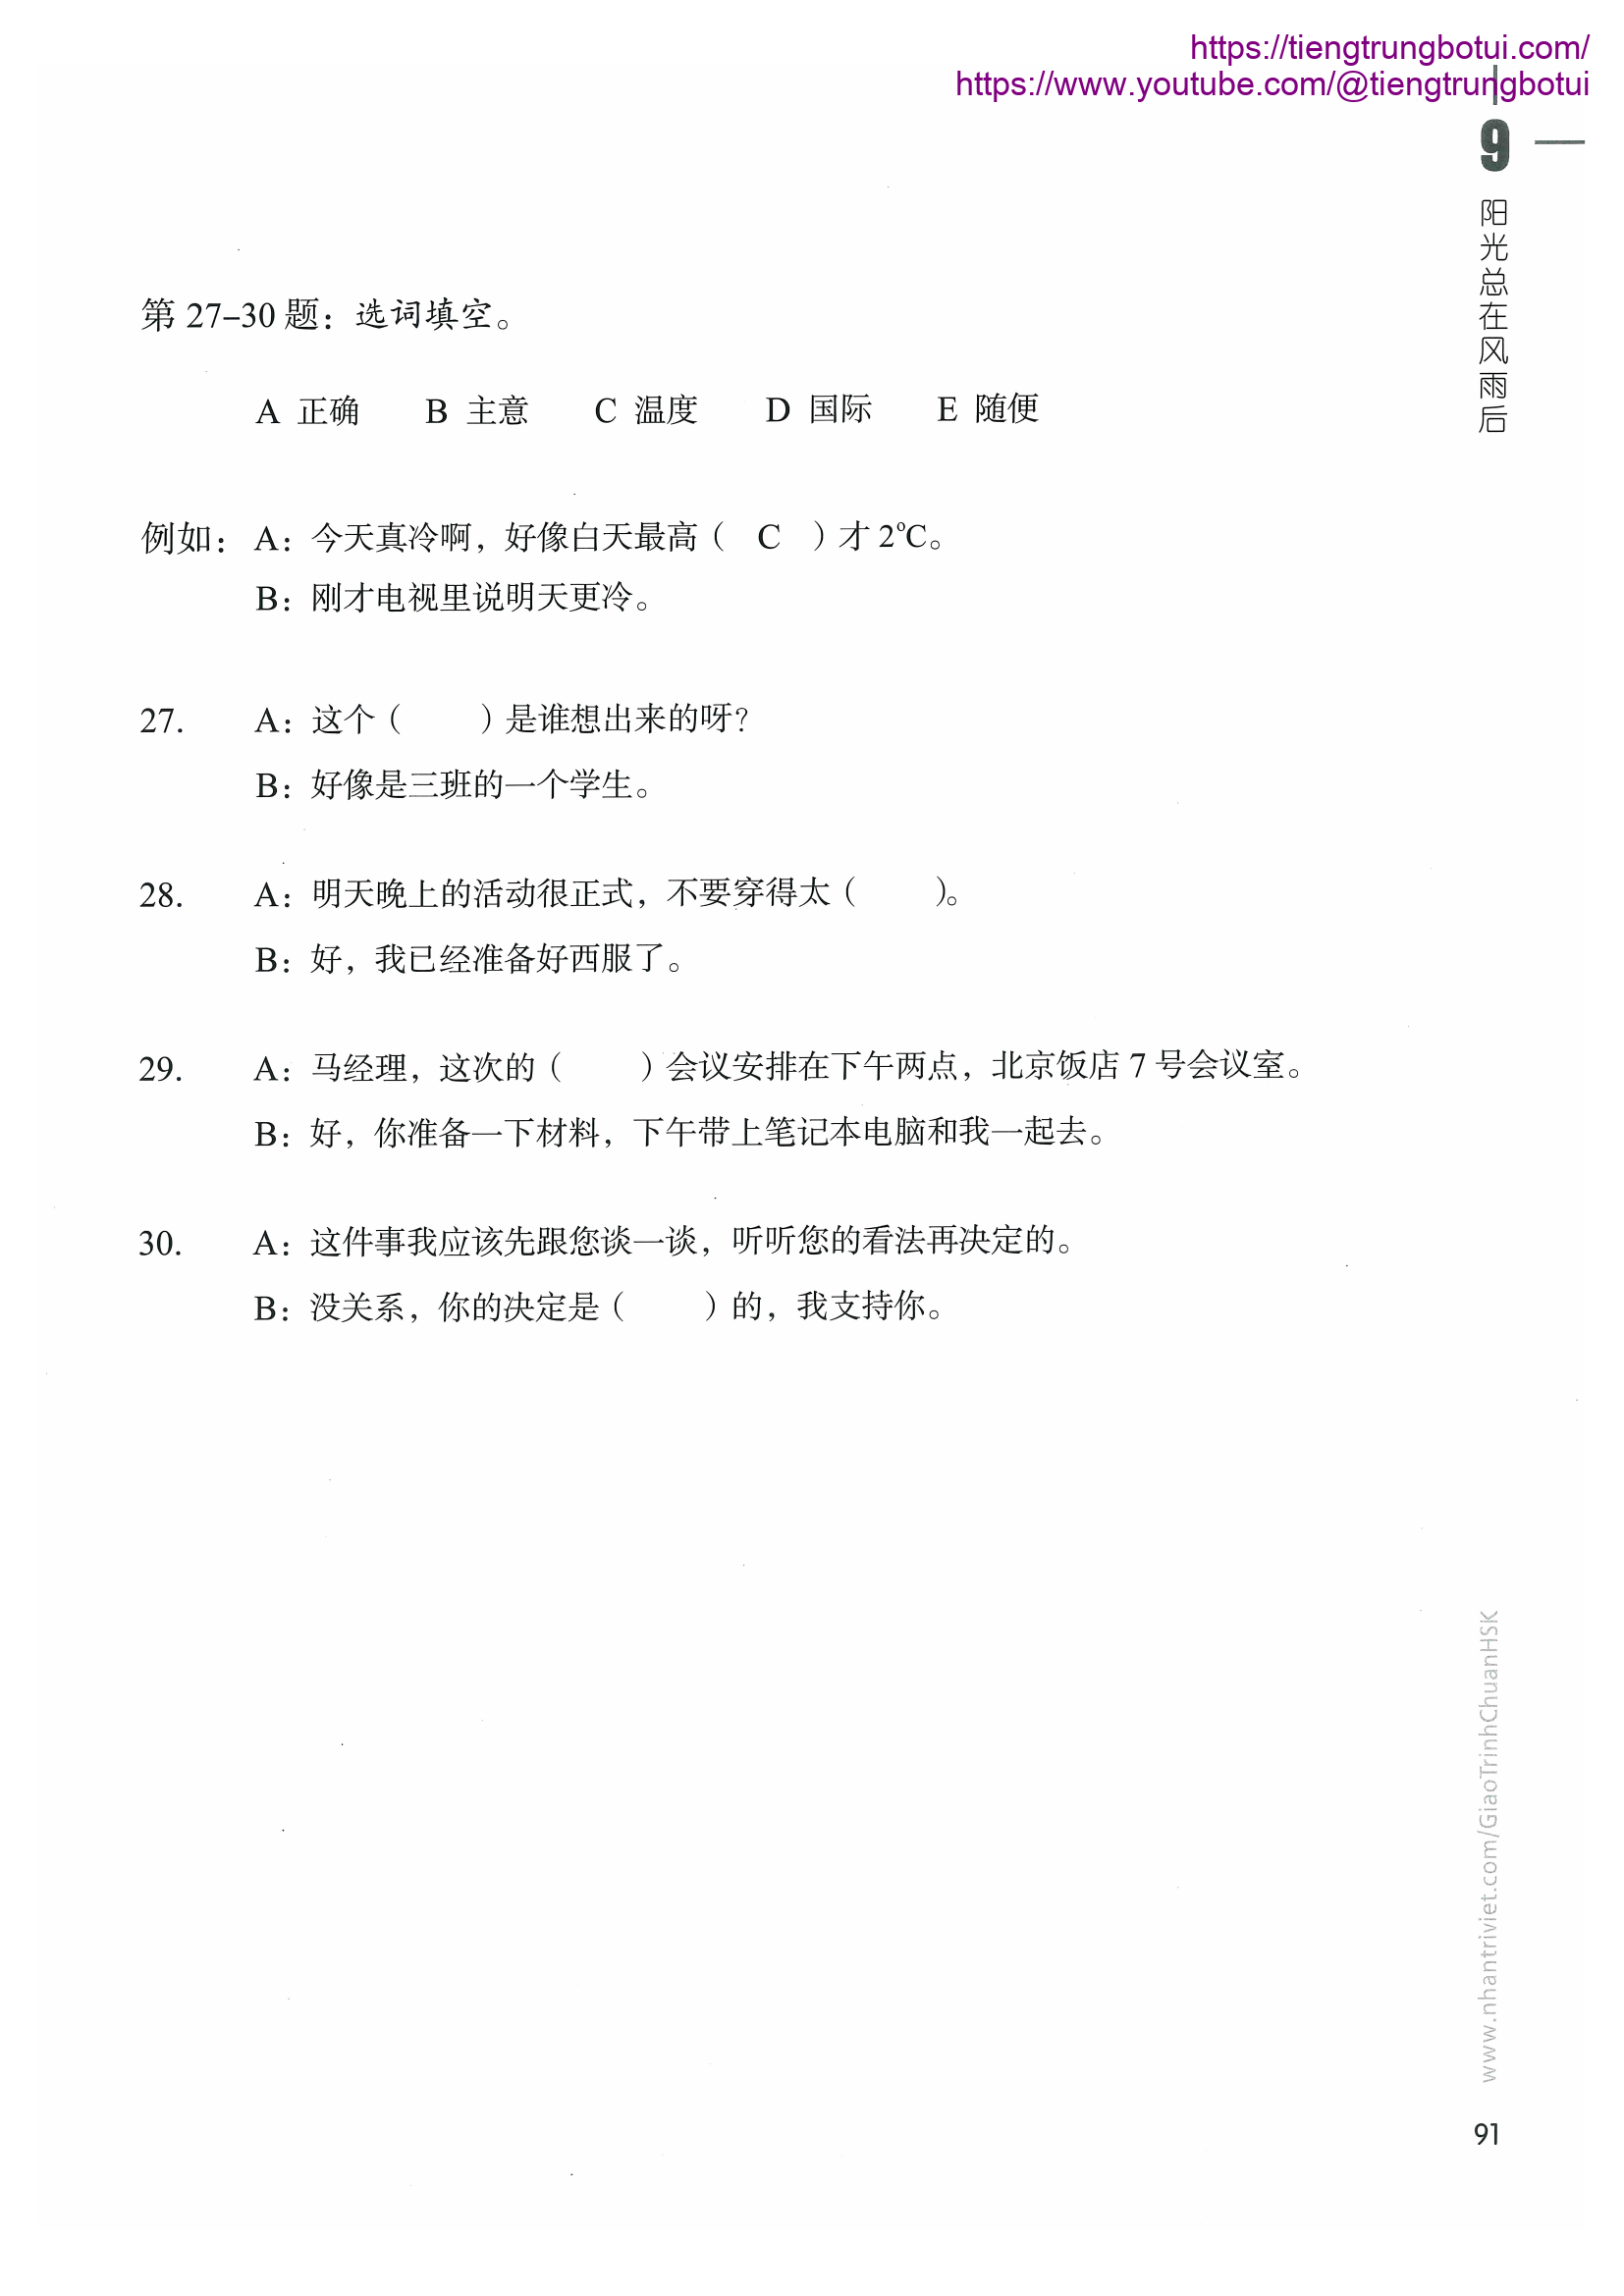 https://tiengtrungbotui.com/
https://www.youtube.com/@tiengtrungbotui
9
阳光总在风雨后
第 27–30 题：选词填空。
A 正确 B 主意 C 温度 D 国际 E 随便
例如：A：今天真冷啊，好像白天最高（ C ）才 2℃。
B：刚才电视里说明天更冷。
27. A：这个（ ）是谁想出来的呀？
B：好像是三班的一个学生。
28. A：明天晚上的活动很正式，不要穿得太（ ）。
B：好，我已经准备好西服了。
29. A：马经理，这次的（ ）会议安排在下午两点，北京饭店 7 号会议室。
B：好，你准备一下材料，下午带上笔记本电脑和我一起去。
30. A：这件事我应该先跟您谈一谈，听听您的看法再决定的。
B：没关系，你的决定是（ ）的，我支持你。
www.nhantriviet.com/GiaoTrinhChuanHSK
91